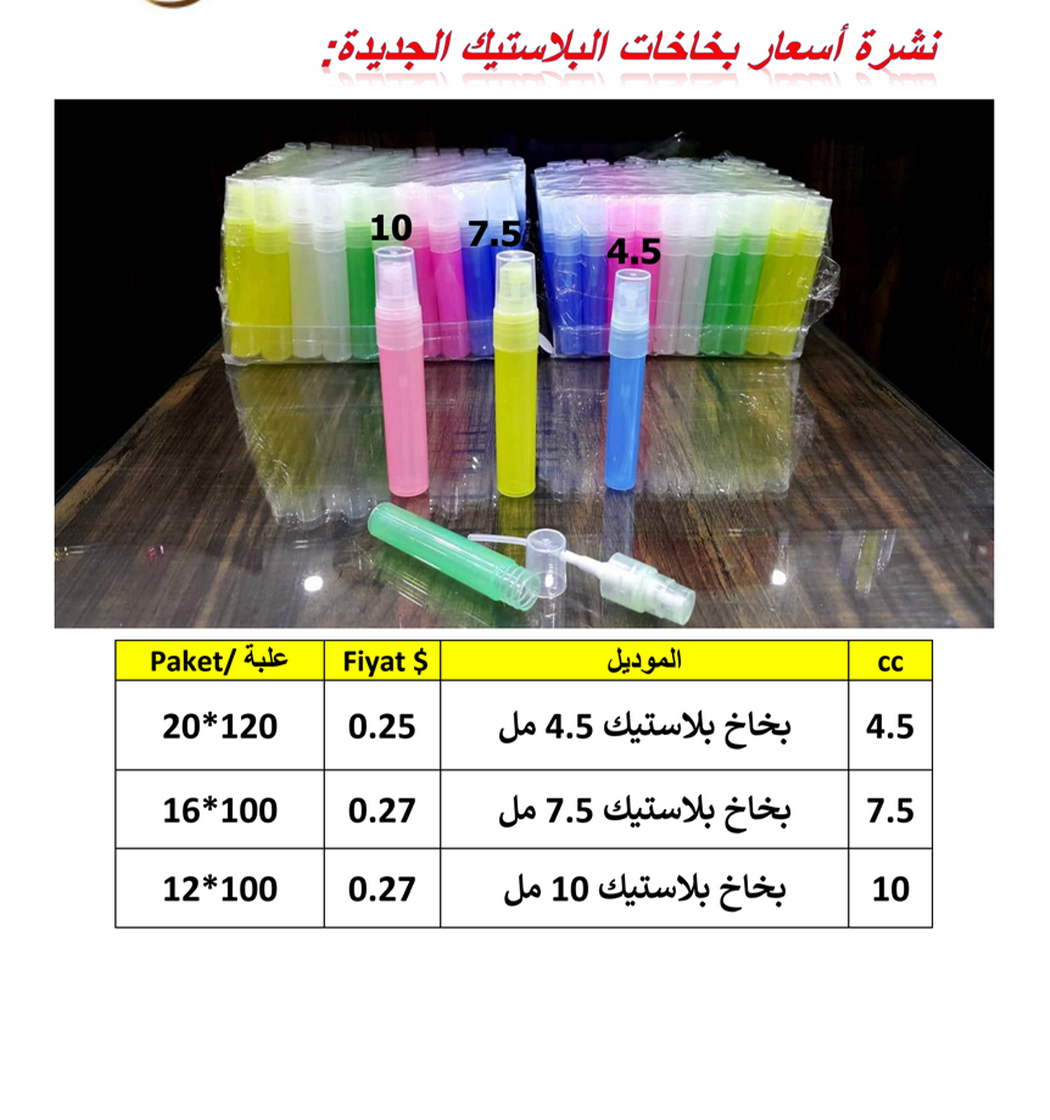 نشرة أسعار بخاخات البلاستيك الجديدة:
10
7.5
4.5
cc الموديل Fiyat $ Paket/ علبة
4.5 بخاخ بلاستيك 4.5 مل 0.25 20*120
7.5 بخاخ بلاستيك 7.5 مل 0.27 16*100
10 بخاخ بلاستيك 10 مل 0.27 12*100